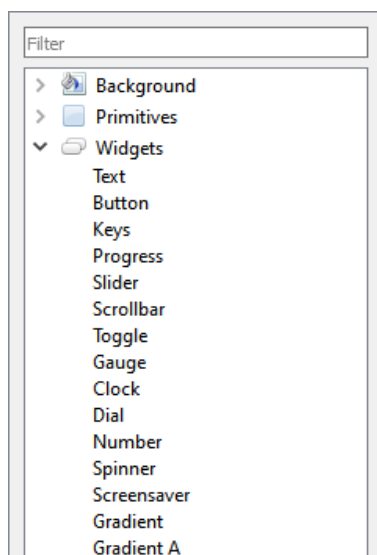 Filter
Background
Primitives
Widgets
Text
Button
Keys
Progress
Slider
Scrollbar
Toggle
Gauge
Clock
Dial
Number
Spinner
Screensaver
Gradient
Gradient A